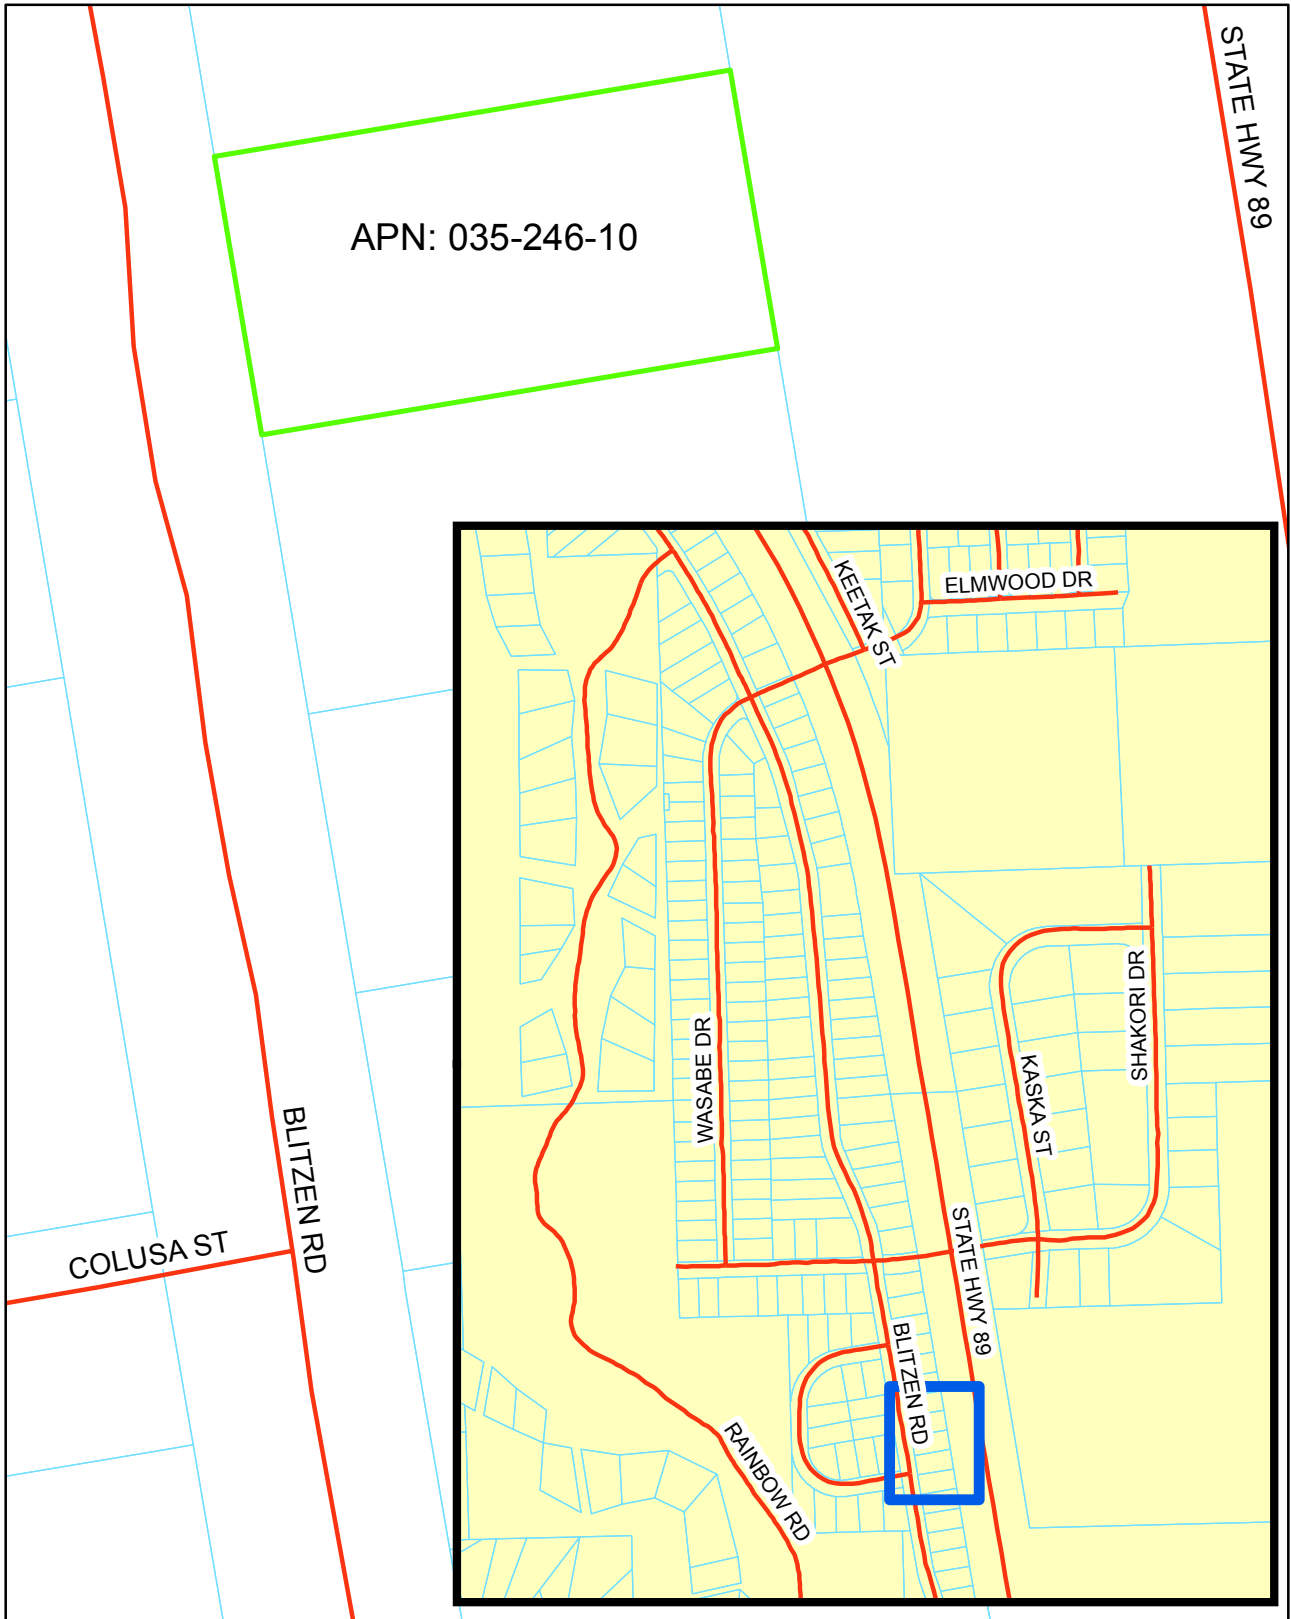 STATE HWY 89
APN: 035-246-10
KEETAK ST
ELMWOOD DR
WASABE DR
SHAKORI DR
KASKA ST
BLITZEN RD
COLUSA ST
STATE HWY 89
BLITZEN RD
RAINBOW RD